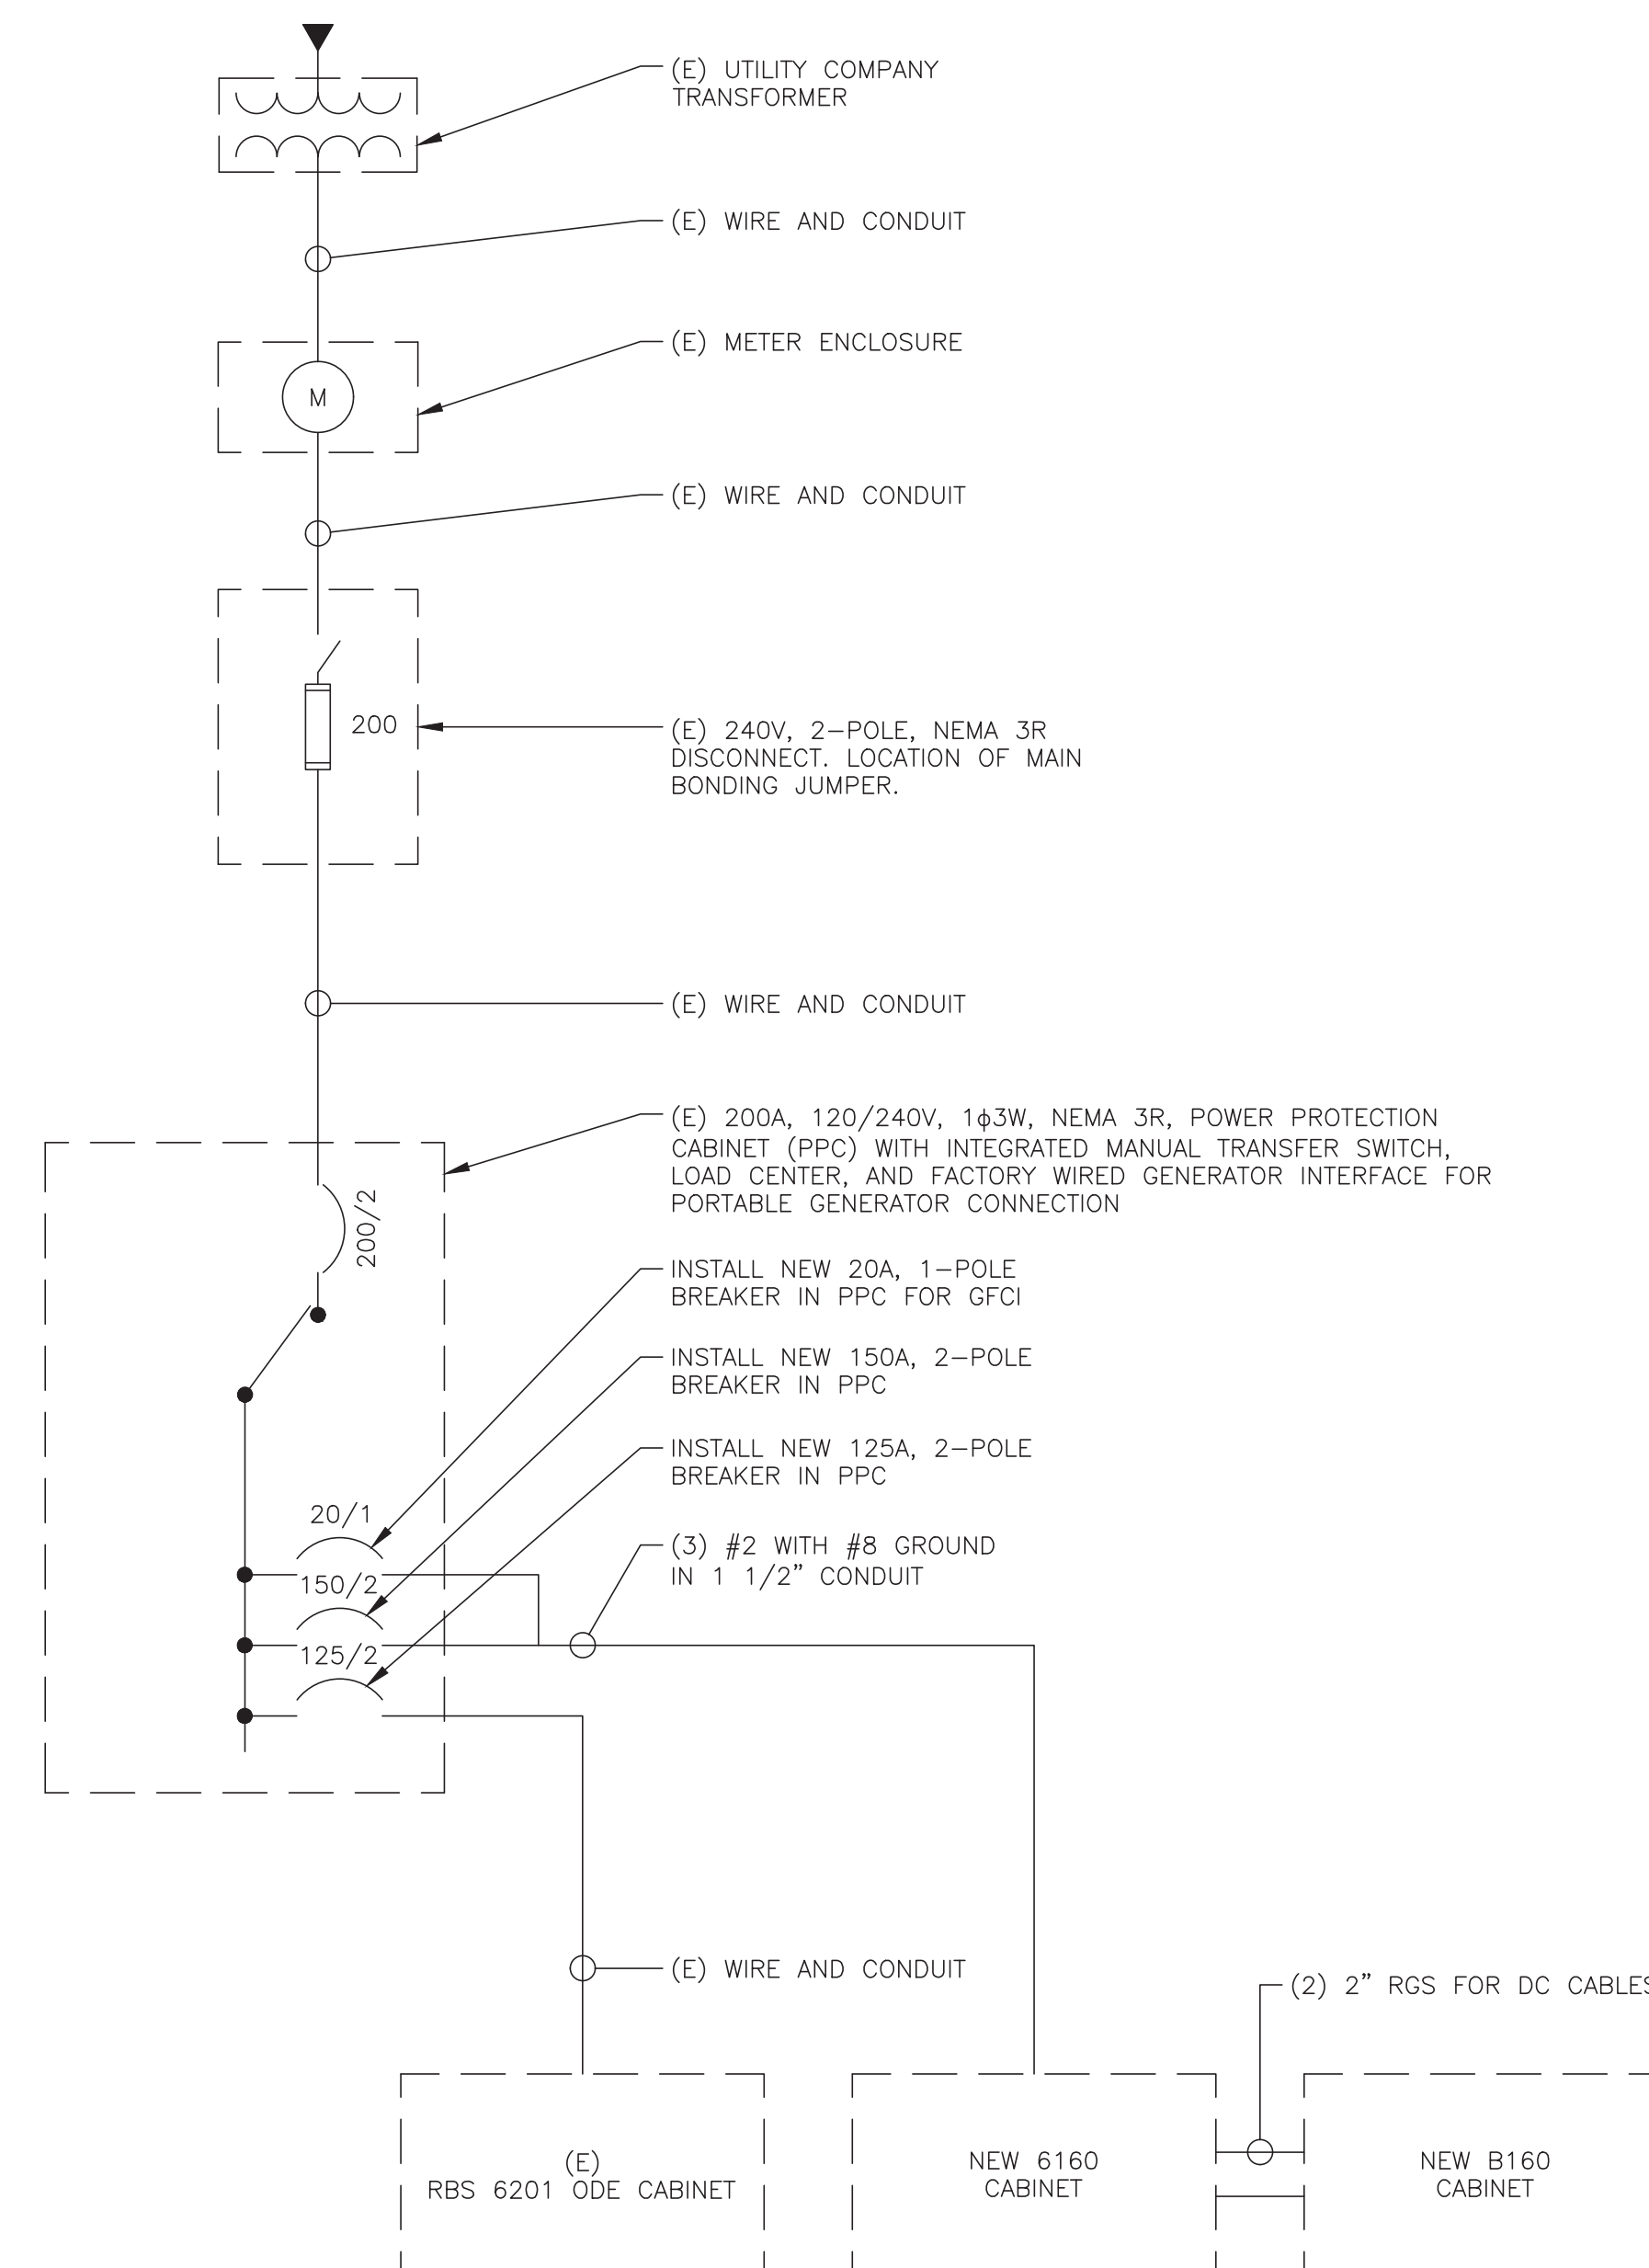 (E) UTILITY COMPANY
TRANSFORMER
(E) WIRE AND CONDUIT
(E) METER ENCLOSURE
M
(E) WIRE AND CONDUIT
200
(E) 240V, 2-POLE, NEMA 3R
DISCONNECT. LOCATION OF MAIN
BONDING JUMPER.
(E) WIRE AND CONDUIT
(E) 200A, 120/240V, 1ϕ3W, NEMA 3R, POWER PROTECTION
CABINET (PPC) WITH INTEGRATED MANUAL TRANSFER SWITCH,
LOAD CENTER, AND FACTORY WIRED GENERATOR INTERFACE FOR
PORTABLE GENERATOR CONNECTION
200/2
INSTALL NEW 20A, 1-POLE
BREAKER IN PPC FOR GFCI
INSTALL NEW 150A, 2-POLE
BREAKER IN PPC
INSTALL NEW 125A, 2-POLE
BREAKER IN PPC
20/1
150/2
125/2
(3) #2 WITH #8 GROUND
IN 1 1/2" CONDUIT
(E) WIRE AND CONDUIT
(2) 2" RGS FOR DC CABLES
(E)
RBS 6201 ODE CABINET
NEW 6160
CABINET
NEW B160
CABINET